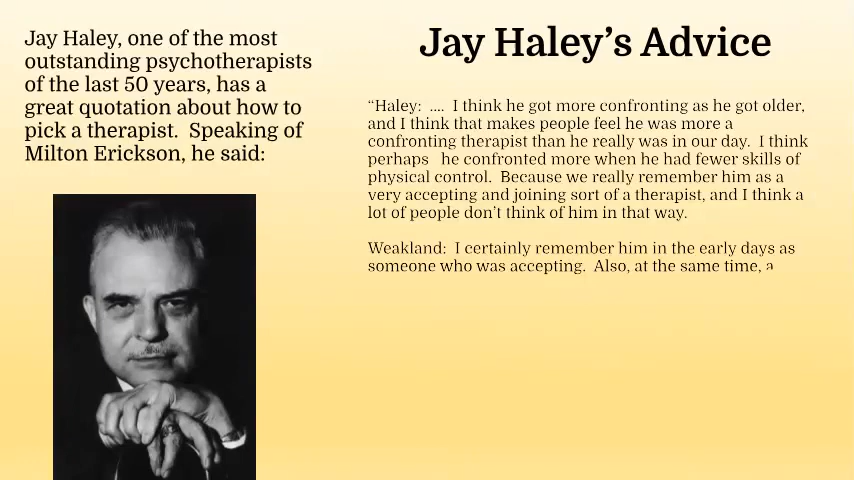 Jay Haley, one of the most
outstanding psychotherapists
of the last 50 years, has a
great quotation about how to
pick a therapist.  Speaking of
Milton Erickson, he said:
Jay Haley’s Advice
“Haley:  ....  I think he got more confronting as he got older,
and I think that makes people feel he was more a
confronting therapist than he really was in our day.  I think
perhaps   he confronted more when he had fewer skills of
physical control.  Because we really remember him as a
very accepting and joining sort of a therapist, and I think a
lot of people don’t think of him in that way.
Weakland:  I certainly remember him in the early days as
someone who was accepting.  Also, at the same time,